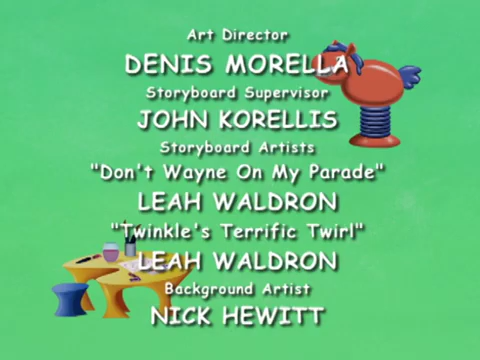 Art Director
DENIS MORELLA
Storyboard Supervisor
JOHN KORELLIS
Storyboard Artists
"Don't Wayne On My Parade"
LEAH WALDRON
"Twinkle's Terrific Twirl"
LEAH WALDRON
Background Artist
NICK HEWITT